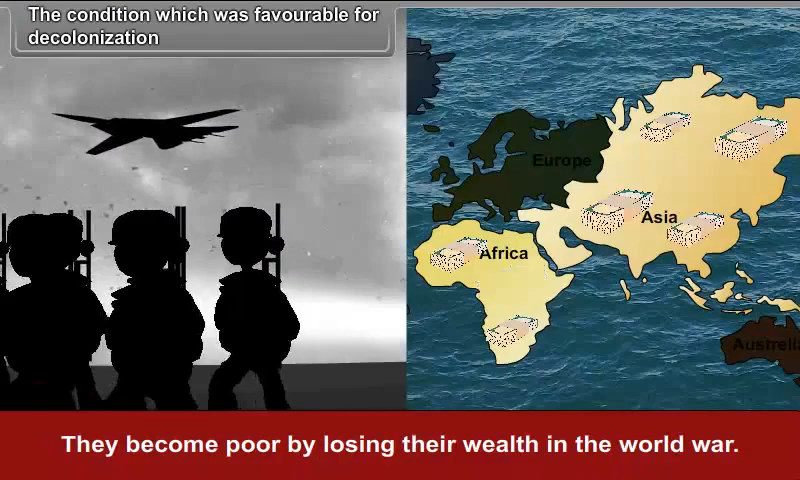 The condition which was favourable for
decolonization
Europe
Asia
Africa
Australia
They become poor by losing their wealth in the world war.